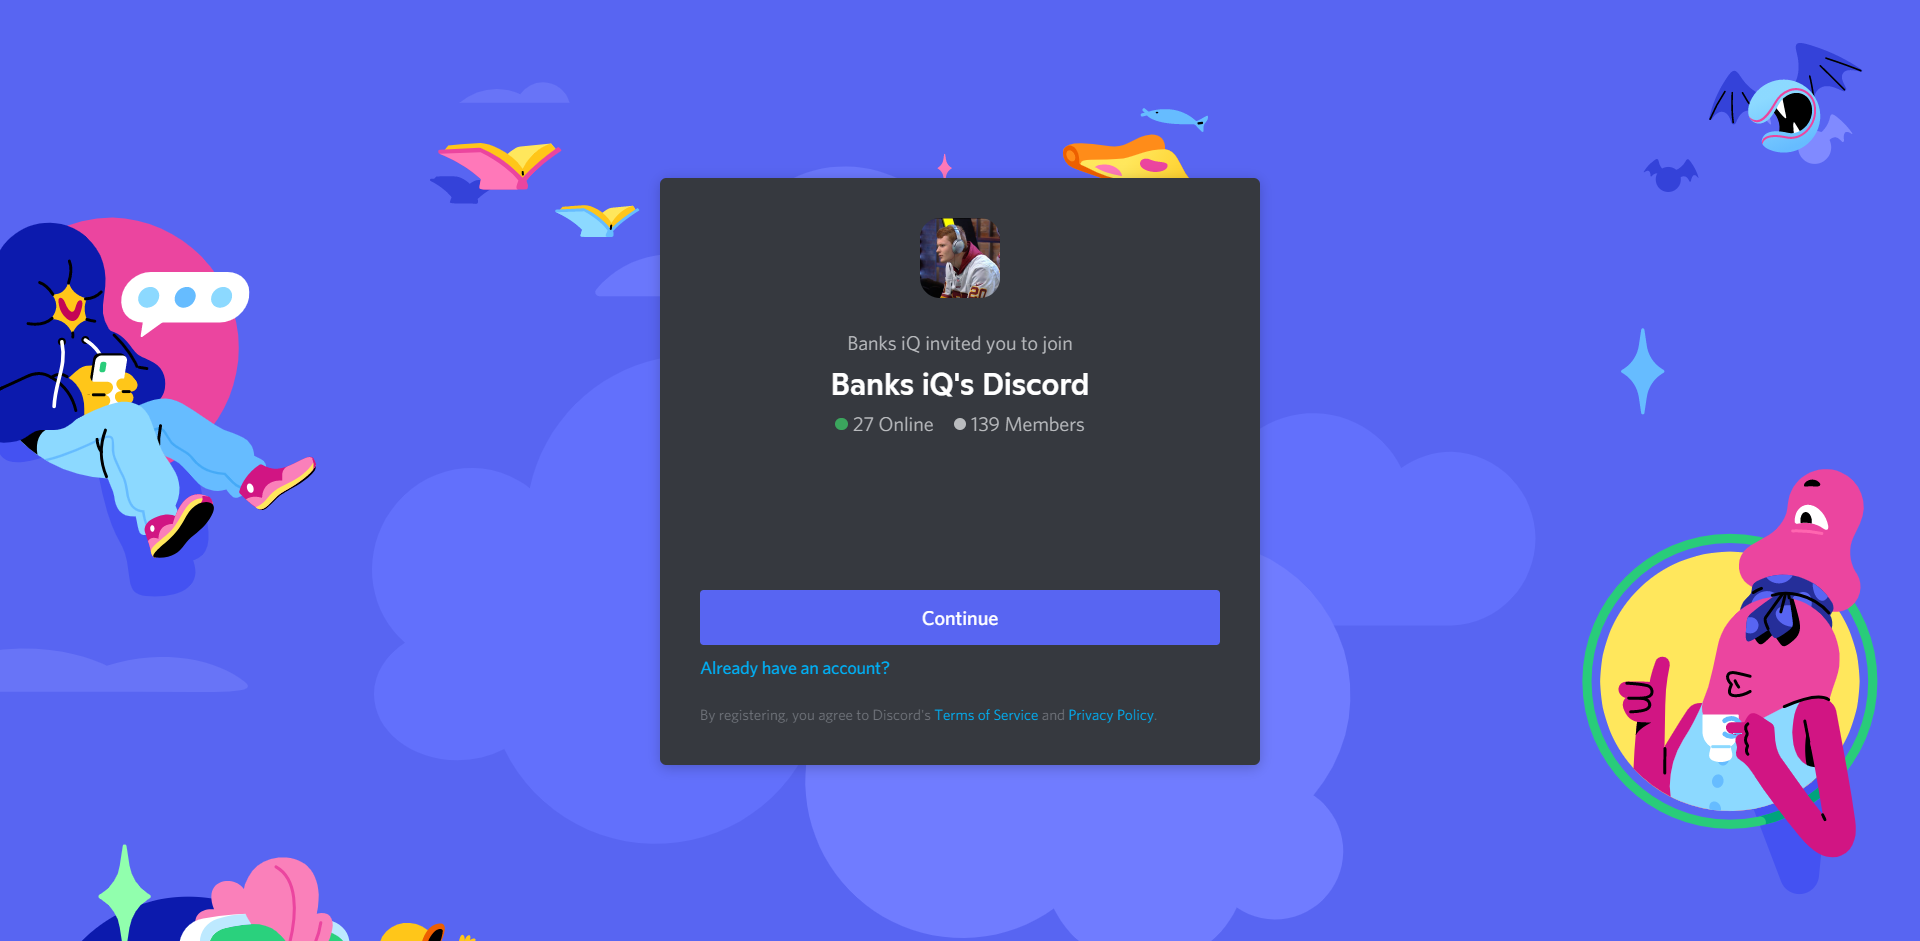 20
Banks iQ invited you to join
Banks iQ's Discord
27 Online 139 Members
Continue
Already have an account?
By registering, you agree to Discord's Terms of Service and Privacy Policy.